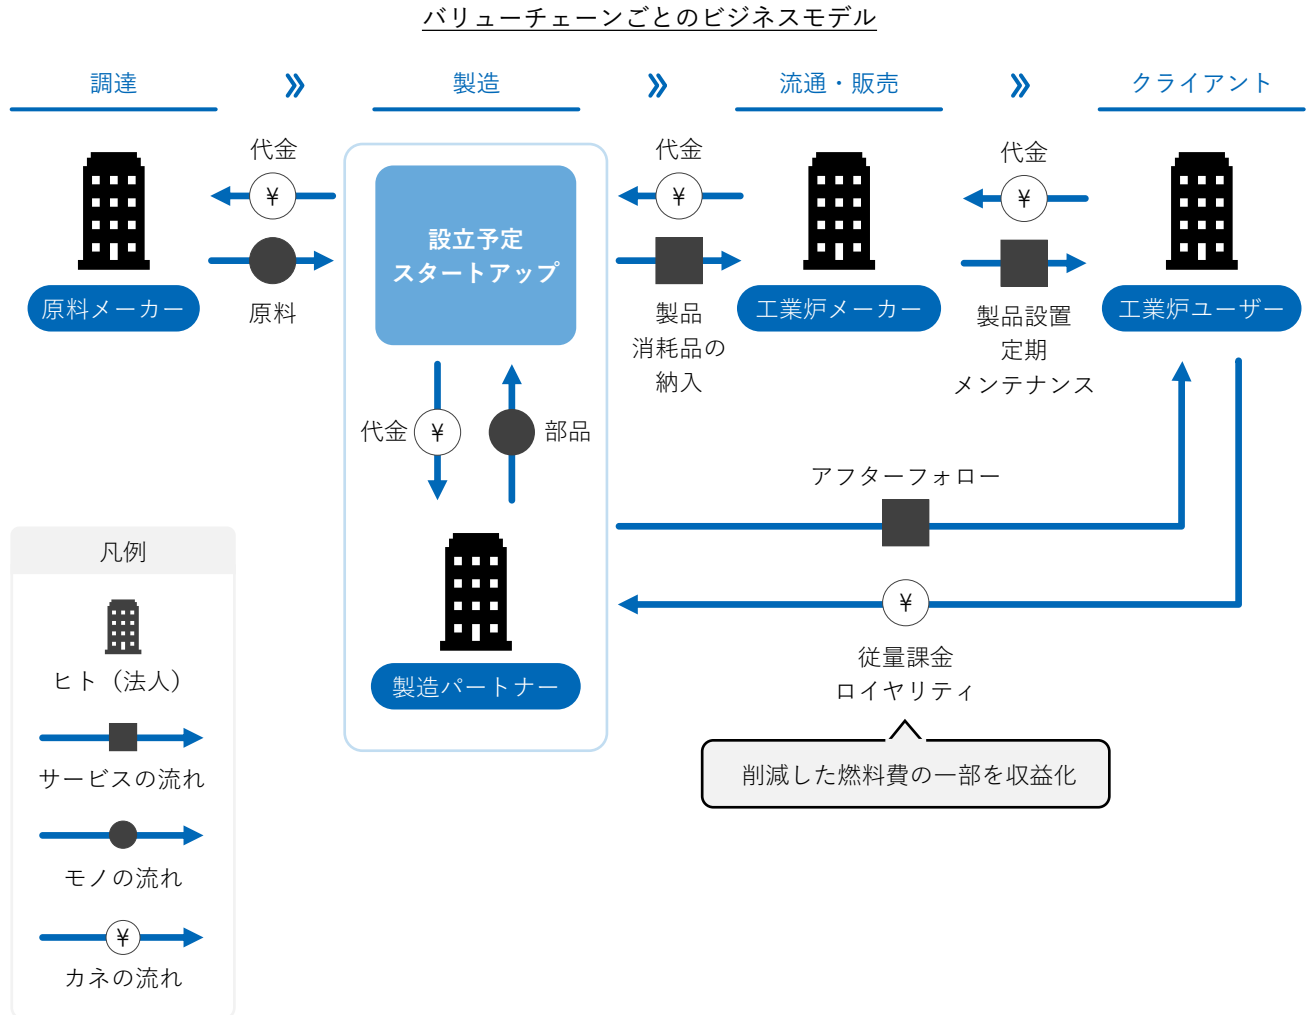 バリューチェーンごとのビジネスモデル
調達
製造
流通・販売
クライアント
代金
¥
原料
原料メーカー
設立予定
スタートアップ
代金
¥
部品
製造パートナー
代金
¥
製品
消耗品の
納入
工業炉メーカー
代金
¥
製品設置
定期
メンテナンス
工業炉ユーザー
アフターフォロー
¥
従量課金
ロイヤリティ
削減した燃料費の一部を収益化
凡例
ヒト（法人）
サービスの流れ
モノの流れ
¥
カネの流れ